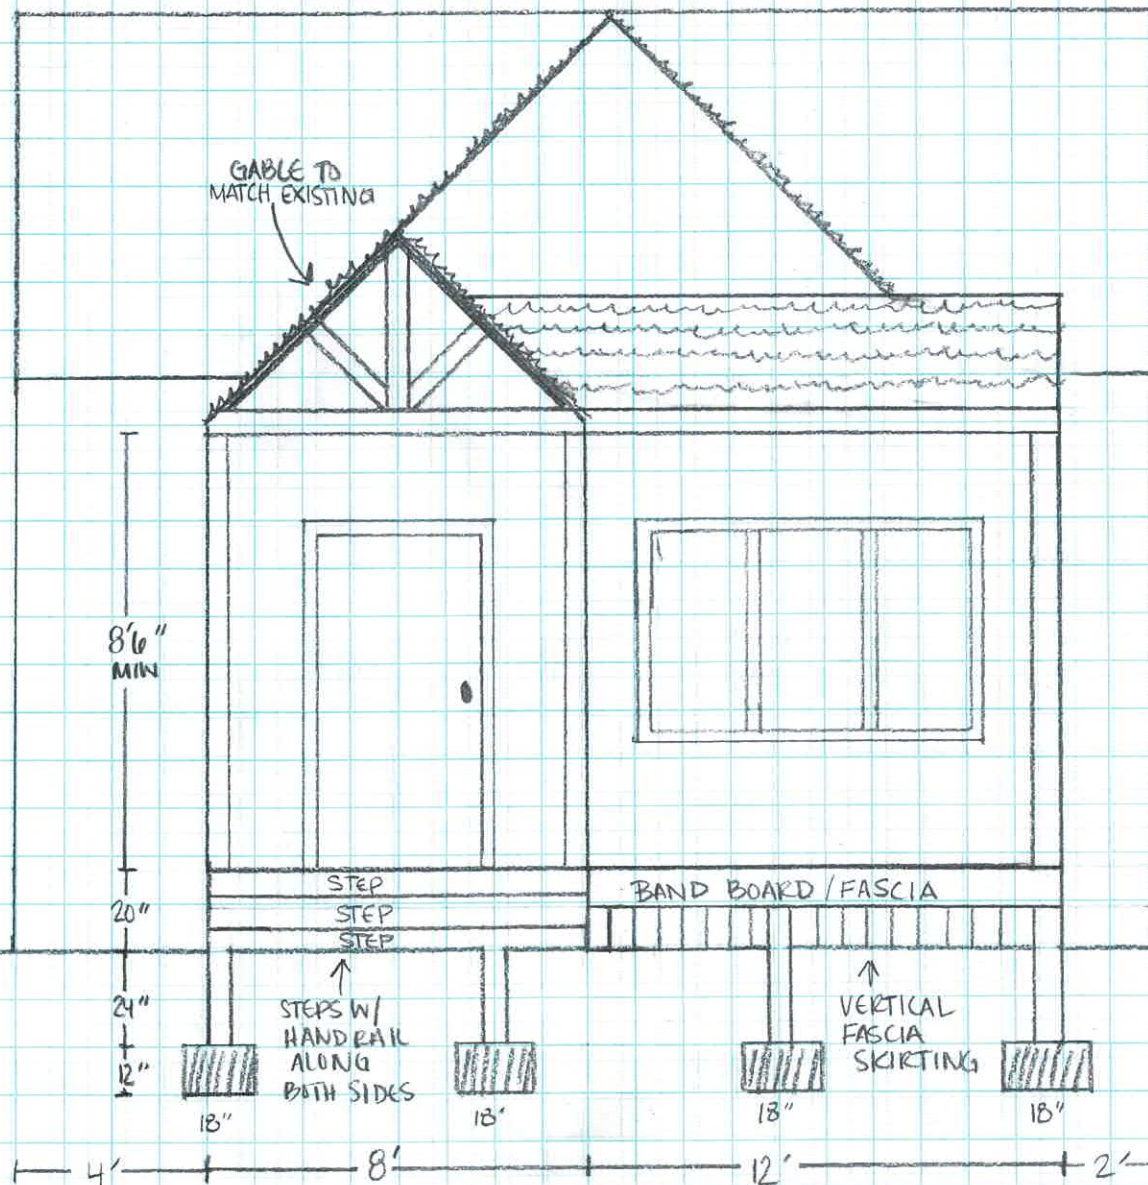 GABLE TO
MATCH EXISTING
8'6"
MIN
STEP
BAND BOARD / FASCIA
20"
STEP
STEP
24"
STEPS W/
HANDRAIL
ALONG
BOTH SIDES
VERTICAL
FASCIA
SKIRTING
12"
18"
18'
18"
18"
4'
8'
12'
2'